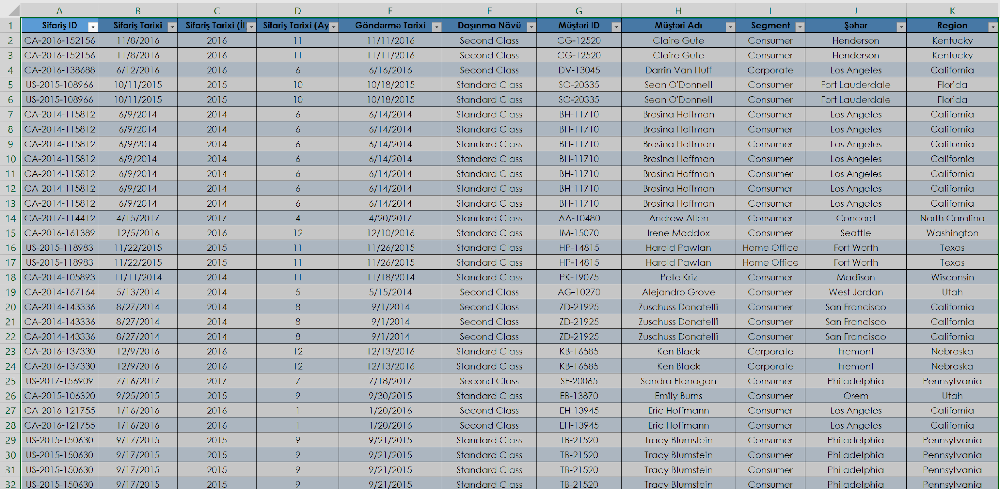 A B C D E F G H I J K
1 Sifariş ID Sifariş Tarixi Sifariş Tarixi (İl) Sifariş Tarixi (Ay) Göndərmə Tarixi Daşınma Növü Müştəri ID Müştəri Adı Segment Şəhər Region
2 CA-2016-152156 11/8/2016 2016 11 11/11/2016 Second Class CG-12520 Claire Gute Consumer Henderson Kentucky
3 CA-2016-152156 11/8/2016 2016 11 11/11/2016 Second Class CG-12520 Claire Gute Consumer Henderson Kentucky
4 CA-2016-138688 6/12/2016 2016 6 6/16/2016 Second Class DV-13045 Darrin Van Huff Corporate Los Angeles California
5 US-2015-108966 10/11/2015 2015 10 10/18/2015 Standard Class SO-20335 Sean O'Donnell Consumer Fort Lauderdale Florida
6 US-2015-108966 10/11/2015 2015 10 10/18/2015 Standard Class SO-20335 Sean O'Donnell Consumer Fort Lauderdale Florida
7 CA-2014-115812 6/9/2014 2014 6 6/14/2014 Standard Class BH-11710 Brosina Hoffman Consumer Los Angeles California
8 CA-2014-115812 6/9/2014 2014 6 6/14/2014 Standard Class BH-11710 Brosina Hoffman Consumer Los Angeles California
9 CA-2014-115812 6/9/2014 2014 6 6/14/2014 Standard Class BH-11710 Brosina Hoffman Consumer Los Angeles California
10 CA-2014-115812 6/9/2014 2014 6 6/14/2014 Standard Class BH-11710 Brosina Hoffman Consumer Los Angeles California
11 CA-2014-115812 6/9/2014 2014 6 6/14/2014 Standard Class BH-11710 Brosina Hoffman Consumer Los Angeles California
12 CA-2014-115812 6/9/2014 2014 6 6/14/2014 Standard Class BH-11710 Brosina Hoffman Consumer Los Angeles California
13 CA-2014-115812 6/9/2014 2014 6 6/14/2014 Standard Class BH-11710 Brosina Hoffman Consumer Los Angeles California
14 CA-2017-114412 4/15/2017 2017 4 4/20/2017 Standard Class AA-10480 Andrew Allen Consumer Concord North Carolina
15 CA-2016-161389 12/5/2016 2016 12 12/10/2016 Standard Class IM-15070 Irene Maddox Consumer Seattle Washington
16 US-2015-118983 11/22/2015 2015 11 11/26/2015 Standard Class HP-14815 Harold Pawlan Home Office Fort Worth Texas
17 US-2015-118983 11/22/2015 2015 11 11/26/2015 Standard Class HP-14815 Harold Pawlan Home Office Fort Worth Texas
18 CA-2014-105893 11/11/2014 2014 11 11/18/2014 Standard Class PK-19075 Pete Kriz Consumer Madison Wisconsin
19 CA-2014-167164 5/13/2014 2014 5 5/15/2014 Second Class AG-10270 Alejandro Grove Consumer West Jordan Utah
20 CA-2014-143336 8/27/2014 2014 8 9/1/2014 Second Class ZD-21925 Zuschuss Donatelli Consumer San Francisco California
21 CA-2014-143336 8/27/2014 2014 8 9/1/2014 Second Class ZD-21925 Zuschuss Donatelli Consumer San Francisco California
22 CA-2014-143336 8/27/2014 2014 8 9/1/2014 Second Class ZD-21925 Zuschuss Donatelli Consumer San Francisco California
23 CA-2016-137330 12/9/2016 2016 12 12/13/2016 Standard Class KB-16585 Ken Black Corporate Fremont Nebraska
24 CA-2016-137330 12/9/2016 2016 12 12/13/2016 Standard Class KB-16585 Ken Black Corporate Fremont Nebraska
25 US-2017-156909 7/16/2017 2017 7 7/18/2017 Second Class SF-20065 Sandra Flanagan Consumer Philadelphia Pennsylvania
26 CA-2015-106320 9/25/2015 2015 9 9/30/2015 Standard Class EB-13870 Emily Burns Consumer Orem Utah
27 CA-2016-121755 1/16/2016 2016 1 1/20/2016 Second Class EH-13945 Eric Hoffmann Consumer Los Angeles California
28 CA-2016-121755 1/16/2016 2016 1 1/20/2016 Second Class EH-13945 Eric Hoffmann Consumer Los Angeles California
29 US-2015-150630 9/17/2015 2015 9 9/21/2015 Standard Class TB-21520 Tracy Blumstein Consumer Philadelphia Pennsylvania
30 US-2015-150630 9/17/2015 2015 9 9/21/2015 Standard Class TB-21520 Tracy Blumstein Consumer Philadelphia Pennsylvania
31 US-2015-150630 9/17/2015 2015 9 9/21/2015 Standard Class TB-21520 Tracy Blumstein Consumer Philadelphia Pennsylvania
32 US-2015-150630 9/17/2015 2015 9 9/21/2015 Standard Class TB-21520 Tracy Blumstein Consumer Philadelphia Pennsylvania